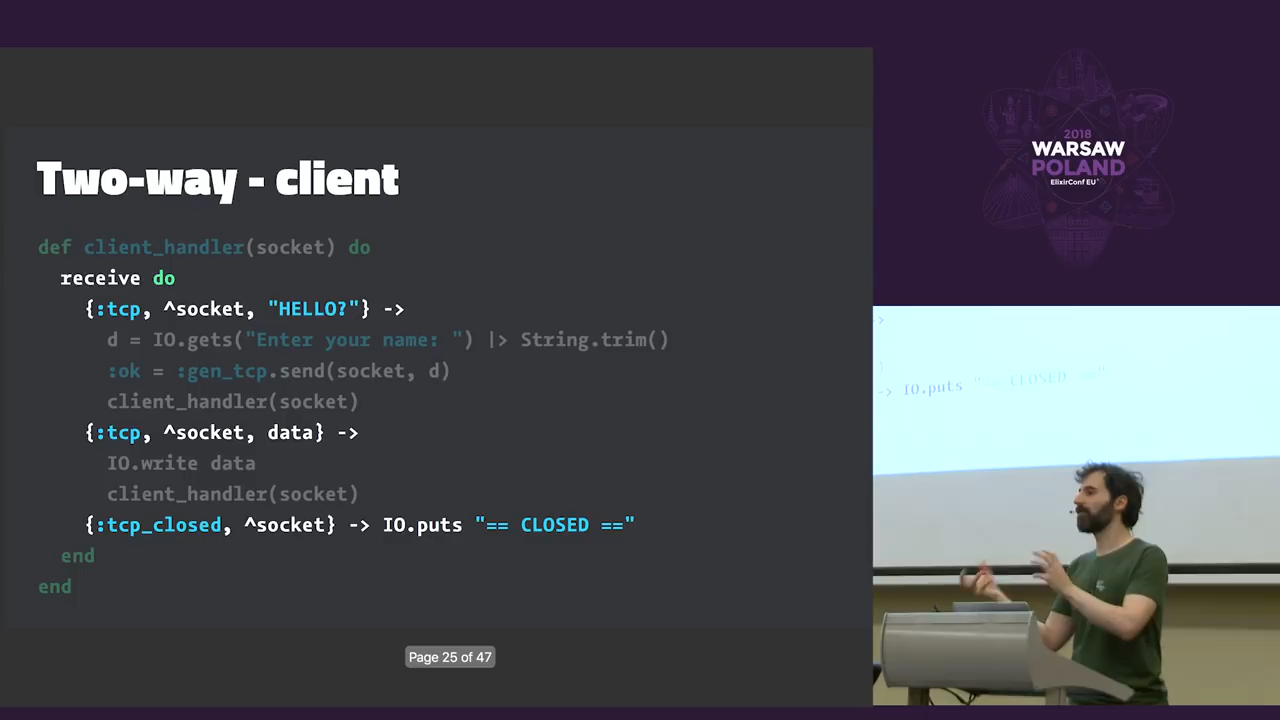 Two-way - client
def client_handler(socket) do
receive do
{:tcp, ^socket, "HELLO?"} ->
d = IO.gets("Enter your name: ") |> String.trim()
:ok = :gen_tcp.send(socket, d)
client_handler(socket)
{:tcp, ^socket, data} ->
IO.write data
client_handler(socket)
{:tcp_closed, ^socket} -> IO.puts "== CLOSED =="
end
end
Page 25 of 47
2018
WARSAW
POLAND
ElixirConf EU
-> IO.puts "== CLOSED =="